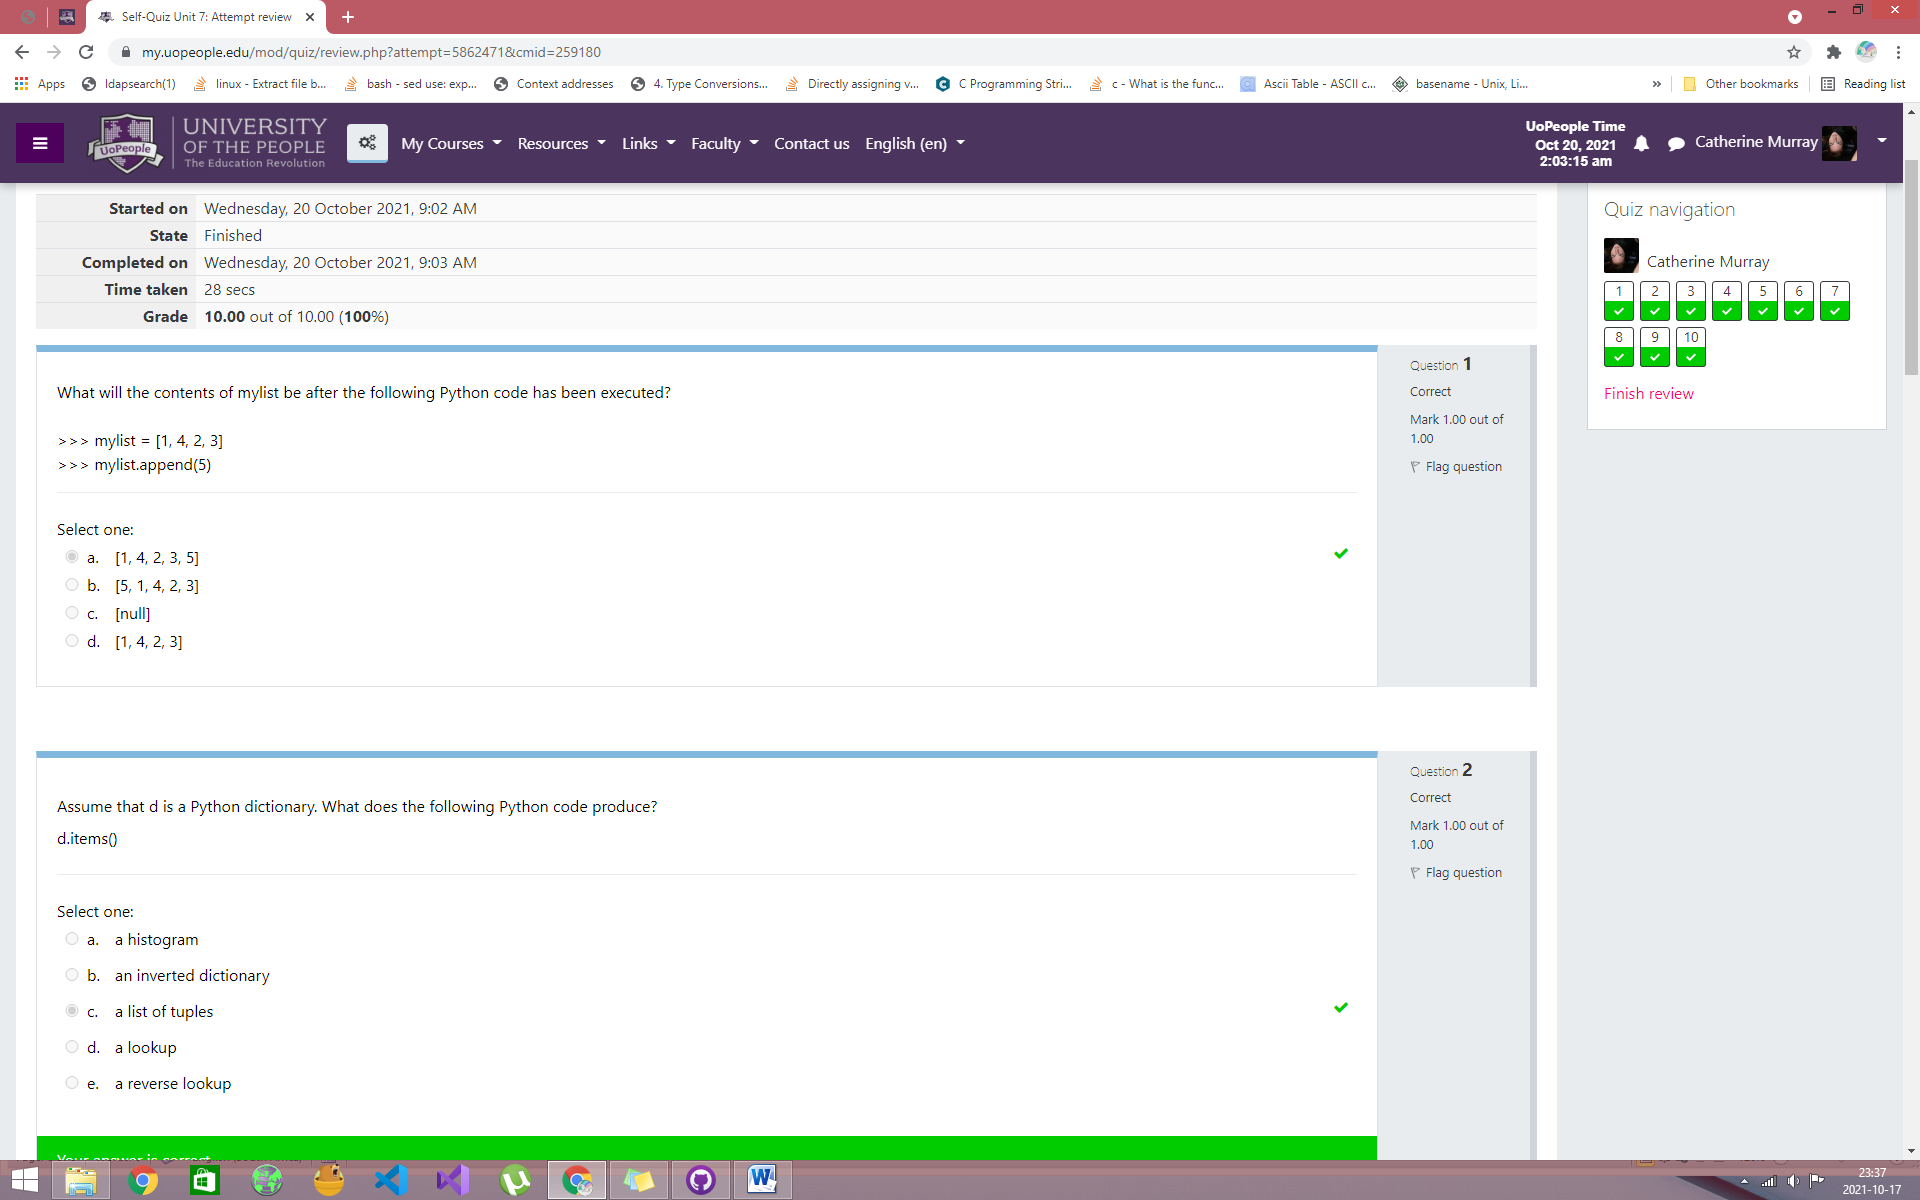 Self-Quiz Unit 7: Attempt review
my.uopeople.edu/mod/quiz/review.php?attempt=5862471&cmid=259180
Apps ldapsearch(1) linux - Extract file b... bash - sed use: exp... Context addresses 4. Type Conversions... Directly assigning v... C Programming Stri... c - What is the func... Ascii Table - ASCII c... basename - Unix, Li... » Other bookmarks Reading list
UoPeople
UNIVERSITY
OF THE PEOPLE
The Education Revolution
My Courses Resources Links Faculty Contact us English (en)
UoPeople Time
Oct 20, 2021
2:03:15 am
Catherine Murray
Started on Wednesday, 20 October 2021, 9:02 AM
State Finished
Completed on Wednesday, 20 October 2021, 9:03 AM
Time taken 28 secs
Grade 10.00 out of 10.00 (100%)
What will the contents of mylist be after the following Python code has been executed?
>>> mylist = [1, 4, 2, 3]
>>> mylist.append(5)
Select one:
a. [1, 4, 2, 3, 5]
b. [5, 1, 4, 2, 3]
c. [null]
d. [1, 4, 2, 3]
Question 1
Correct
Mark 1.00 out of
1.00
Flag question
Assume that d is a Python dictionary. What does the following Python code produce?
d.items()
Select one:
a. a histogram
b. an inverted dictionary
c. a list of tuples
d. a lookup
e. a reverse lookup
Your answer is correct.
Question 2
Correct
Mark 1.00 out of
1.00
Flag question
Quiz navigation
Catherine Murray
1 2 3 4 5 6 7
8 9 10
Finish review
23:37
2021-10-17